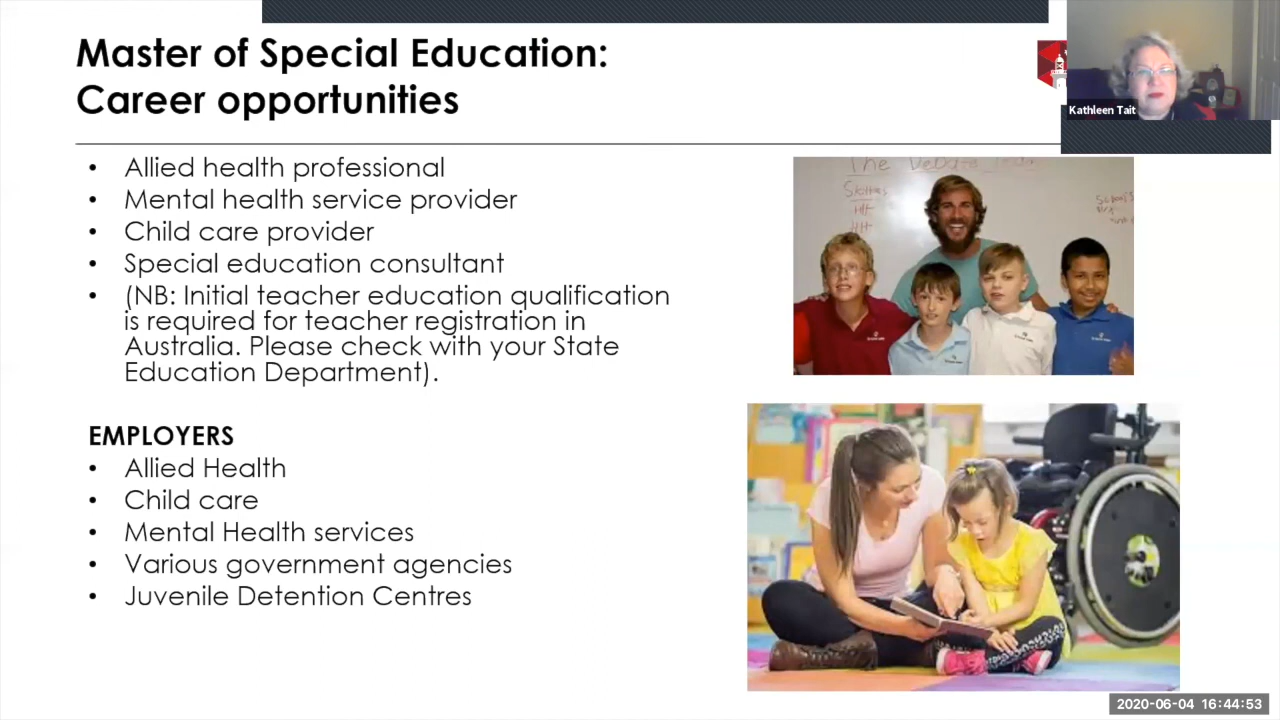 Master of Special Education:
Career opportunities
Kathleen Tait
• Allied health professional
• Mental health service provider
• Child care provider
• Special education consultant
• (NB: Initial teacher education qualification
is required for teacher registration in
Australia. Please check with your State
Education Department).
The Debate
EMPLOYERS
• Allied Health
• Child care
• Mental Health services
• Various government agencies
• Juvenile Detention Centres
2020-06-04 16:44:53